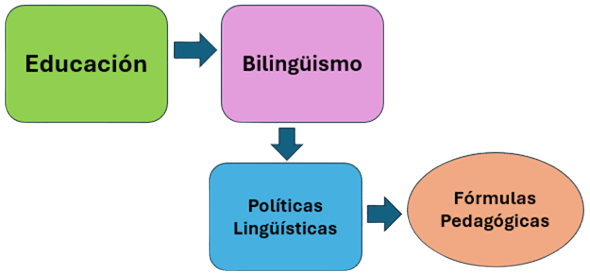 Educación
Bilingüismo
Políticas
Lingüísticas
Fórmulas
Pedagógicas